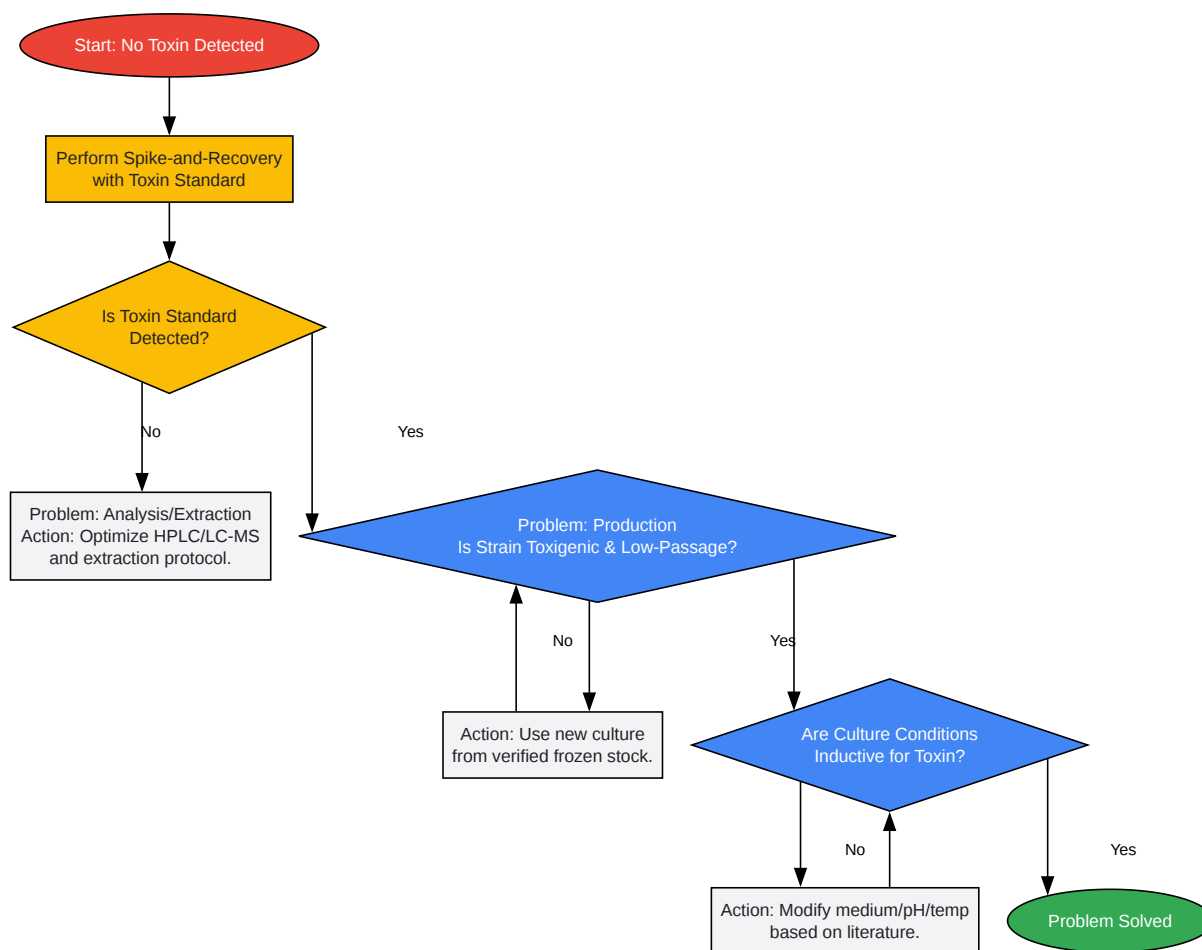 Start: No Toxin Detected
Perform Spike-and-Recovery
with Toxin Standard
Is Toxin Standard
Detected?
No
Yes
Problem: Analysis/Extraction
Action: Optimize HPLC/LC-MS
and extraction protocol.
Problem: Production
Is Strain Toxigenic & Low-Passage?
No
Yes
Action: Use new culture
from verified frozen stock.
Are Culture Conditions
Inductive for Toxin?
No
Yes
Action: Modify medium/pH/temp
based on literature.
Problem Solved